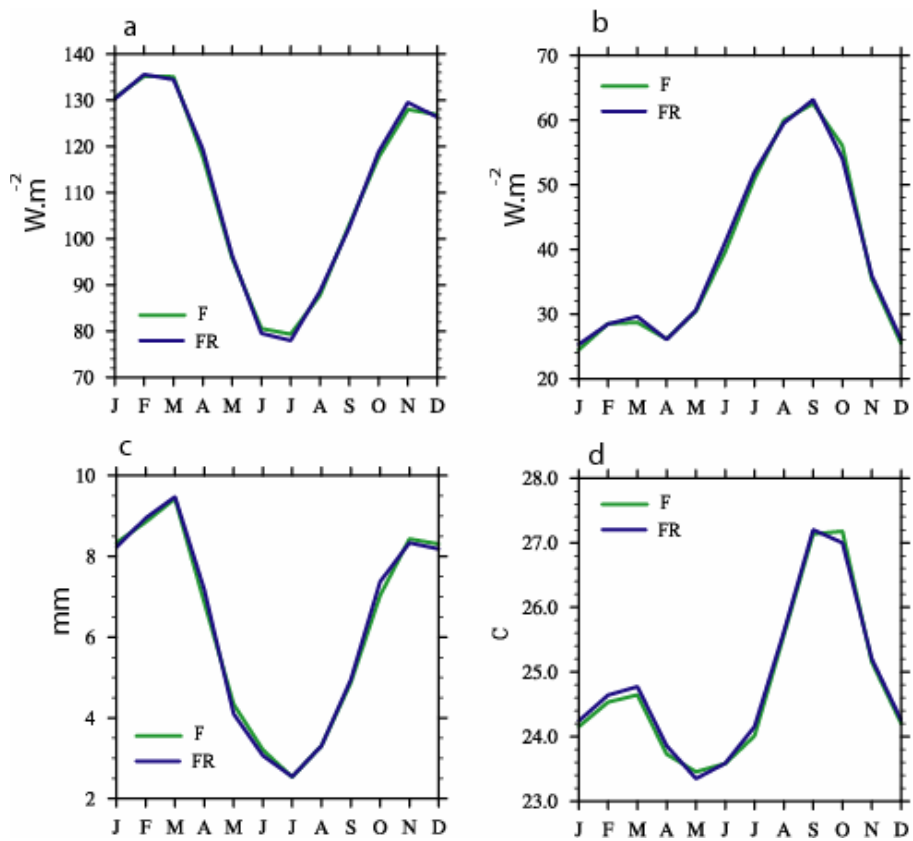 a
140
130
120
110
100
90
80
70
W.m⁻²
F
FR
J F M A M J J A S O N D
b
70
60
50
40
30
20
W.m⁻²
F
FR
J F M A M J J A S O N D
c
10
8
6
4
2
mm
F
FR
J F M A M J J A S O N D
d
28.0
27.0
26.0
25.0
24.0
23.0
C
F
FR
J F M A M J J A S O N D